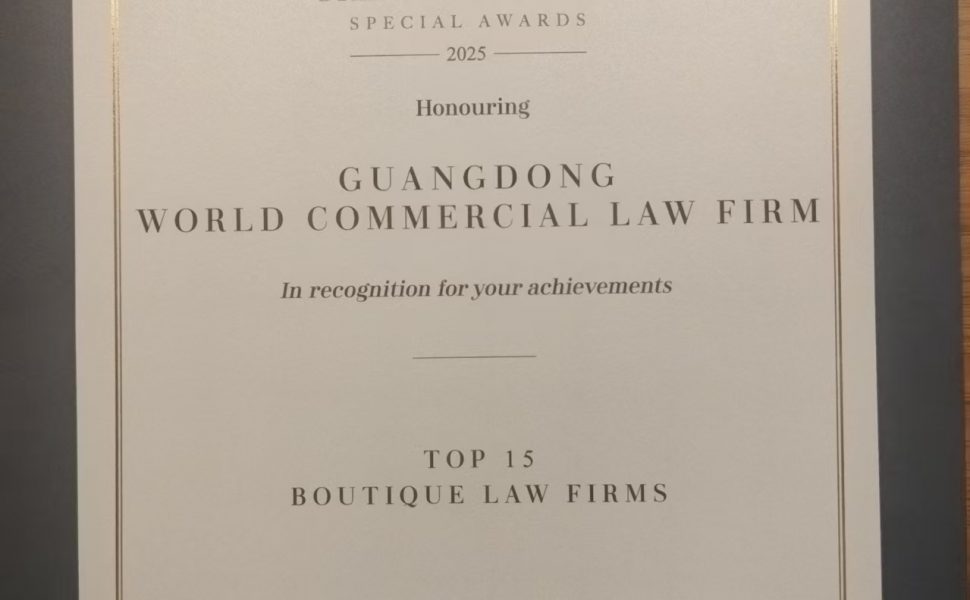 SPECIAL AWARDS
2025
Honouring
GUANGDONG
WORLD COMMERCIAL LAW FIRM
In recognition for your achievements
TOP 15
BOUTIQUE LAW FIRMS